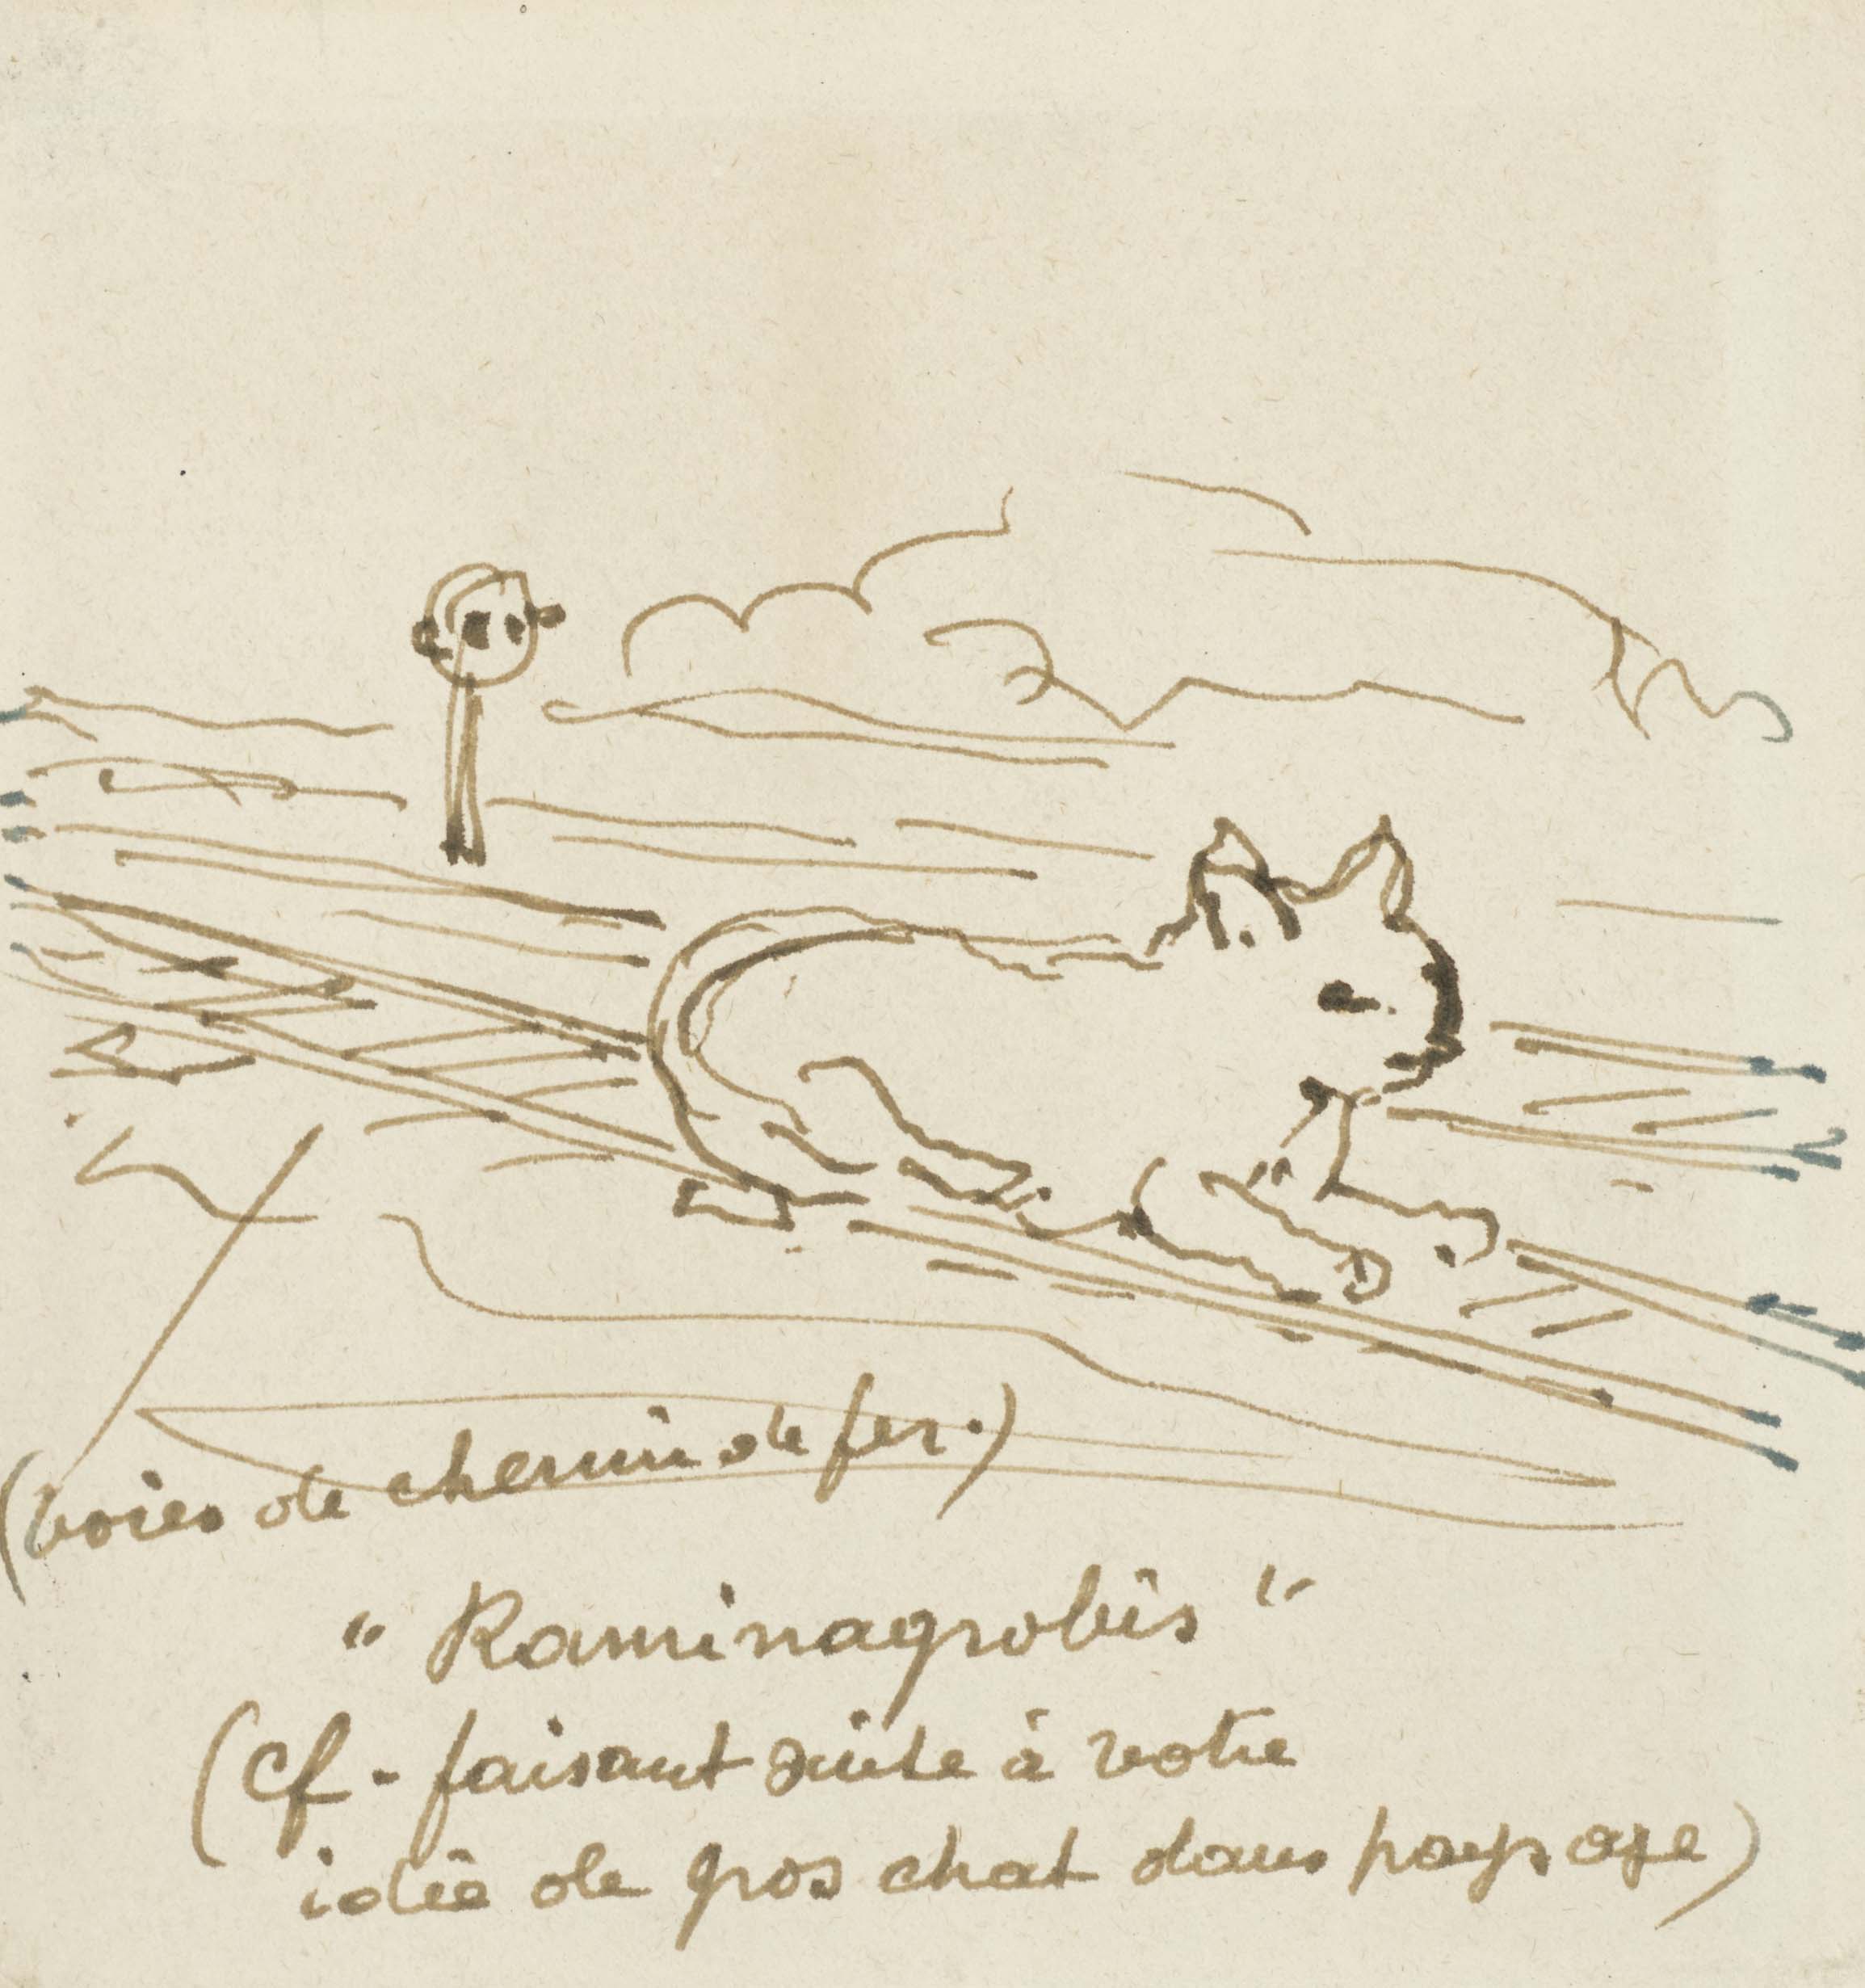 (voies de chemin de fer.)
" Raminagrobis "
(cf - faisant suite à votre
idée de gros chat dans paysage)